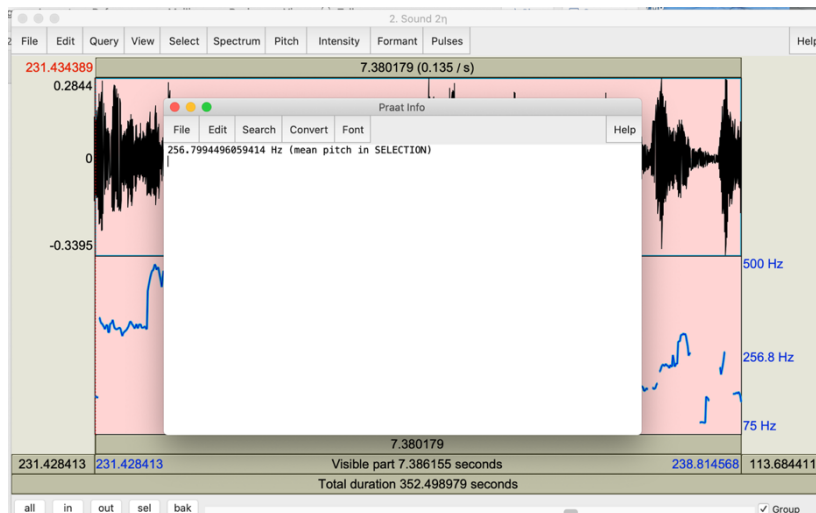 2. Sound 2η
File Edit Query View Select Spectrum Pitch Intensity Formant Pulses Help
231.434389 7.380179 (0.135 / s)
0.2844
Praat Info
File Edit Search Convert Font Help
256.7994496059414 Hz (mean pitch in SELECTION)
0
-0.3395
500 Hz
256.8 Hz
75 Hz
7.380179
231.428413 231.428413 Visible part 7.386155 seconds 238.814568 113.684411
Total duration 352.498979 seconds
all in out sel bak Group